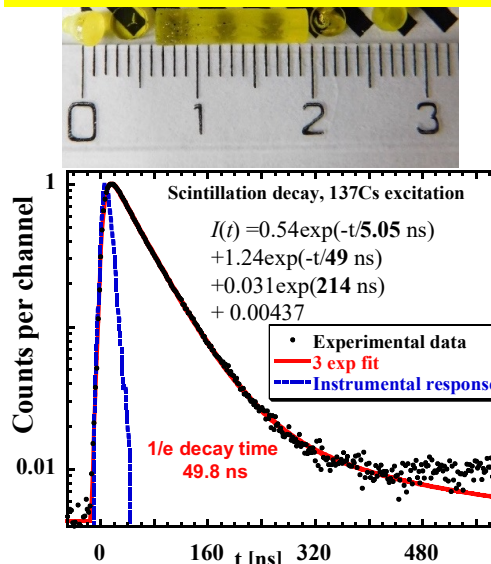 0 1 2 3
1
Scintillation decay, 137Cs excitation
I(t) =0.54exp(-t/5.05 ns)
+1.24exp(-t/49 ns)
+0.031exp(214 ns)
+ 0.00437
Counts per channel
Experimental data
3 exp fit
Instrumental response
1/e decay time
49.8 ns
0.01
0 160 320 480
t [ns]